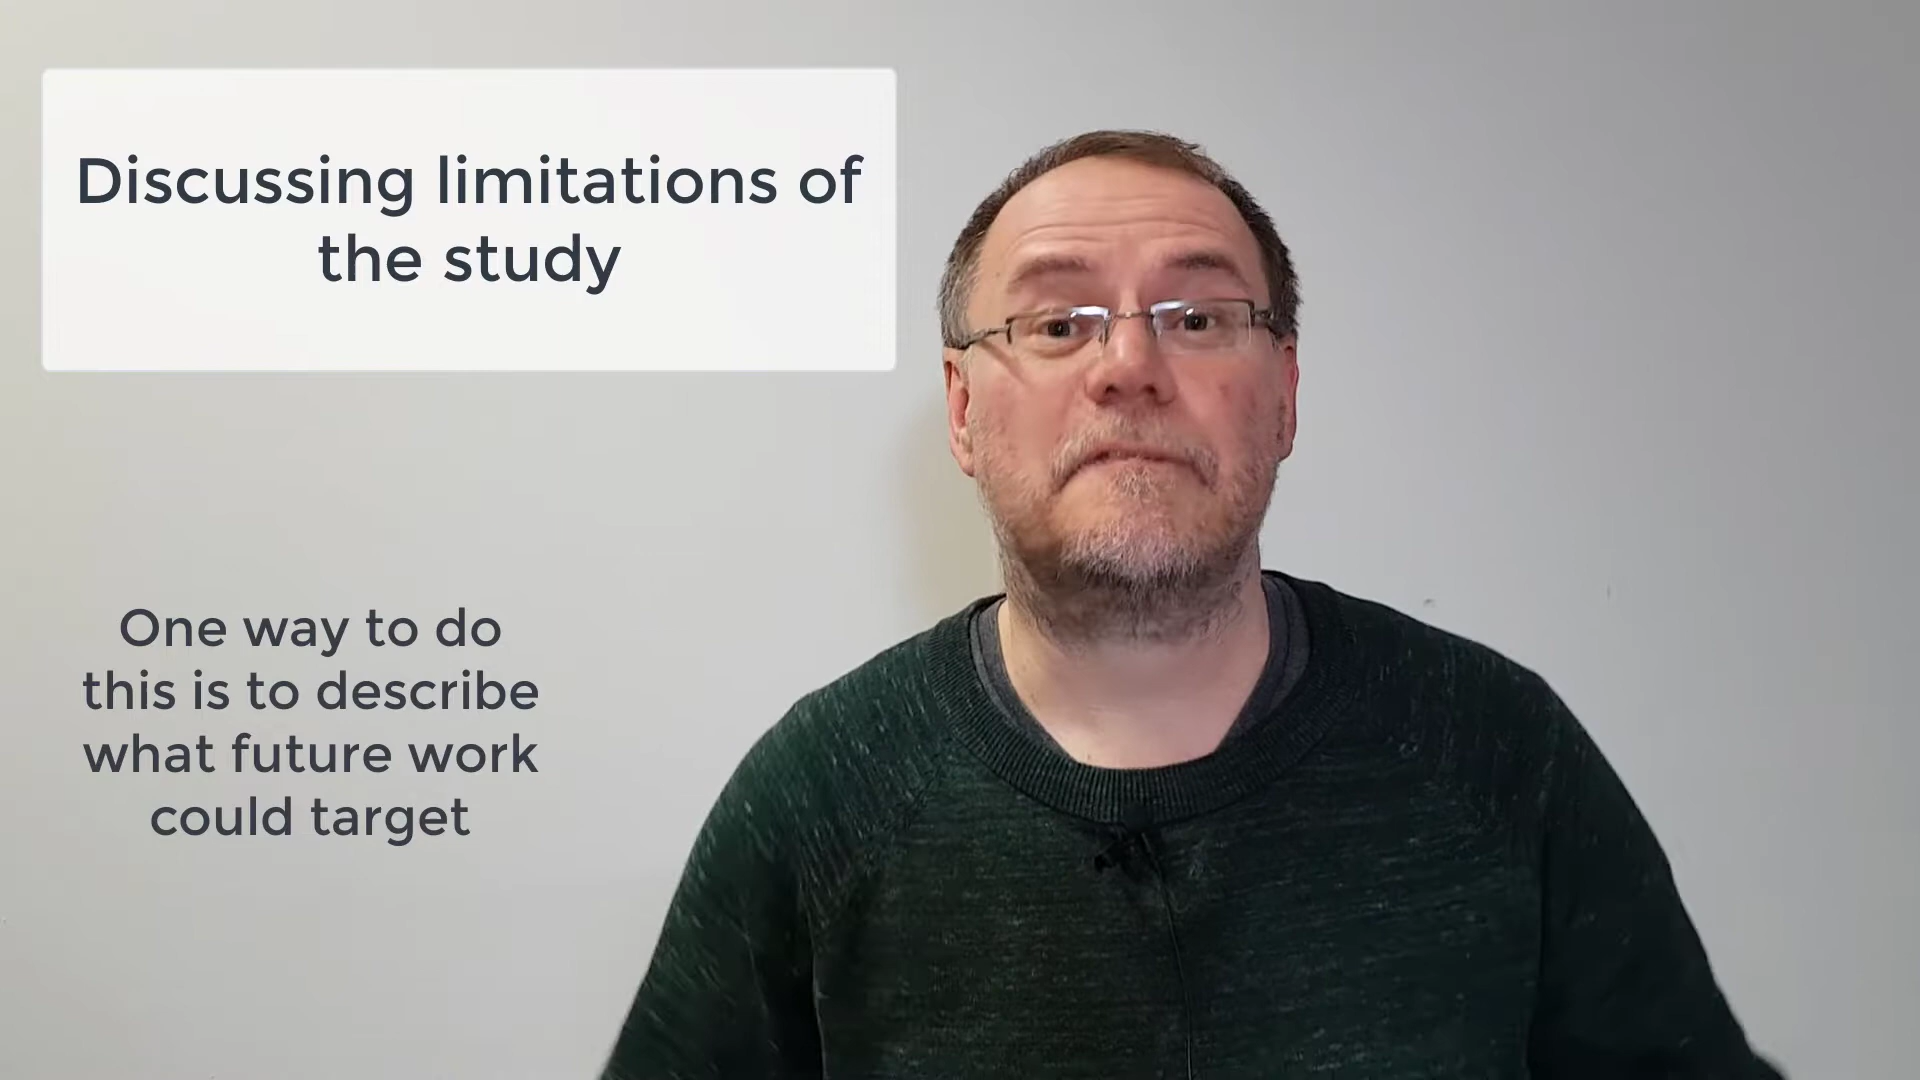 Discussing limitations of
the study
One way to do
this is to describe
what future work
could target